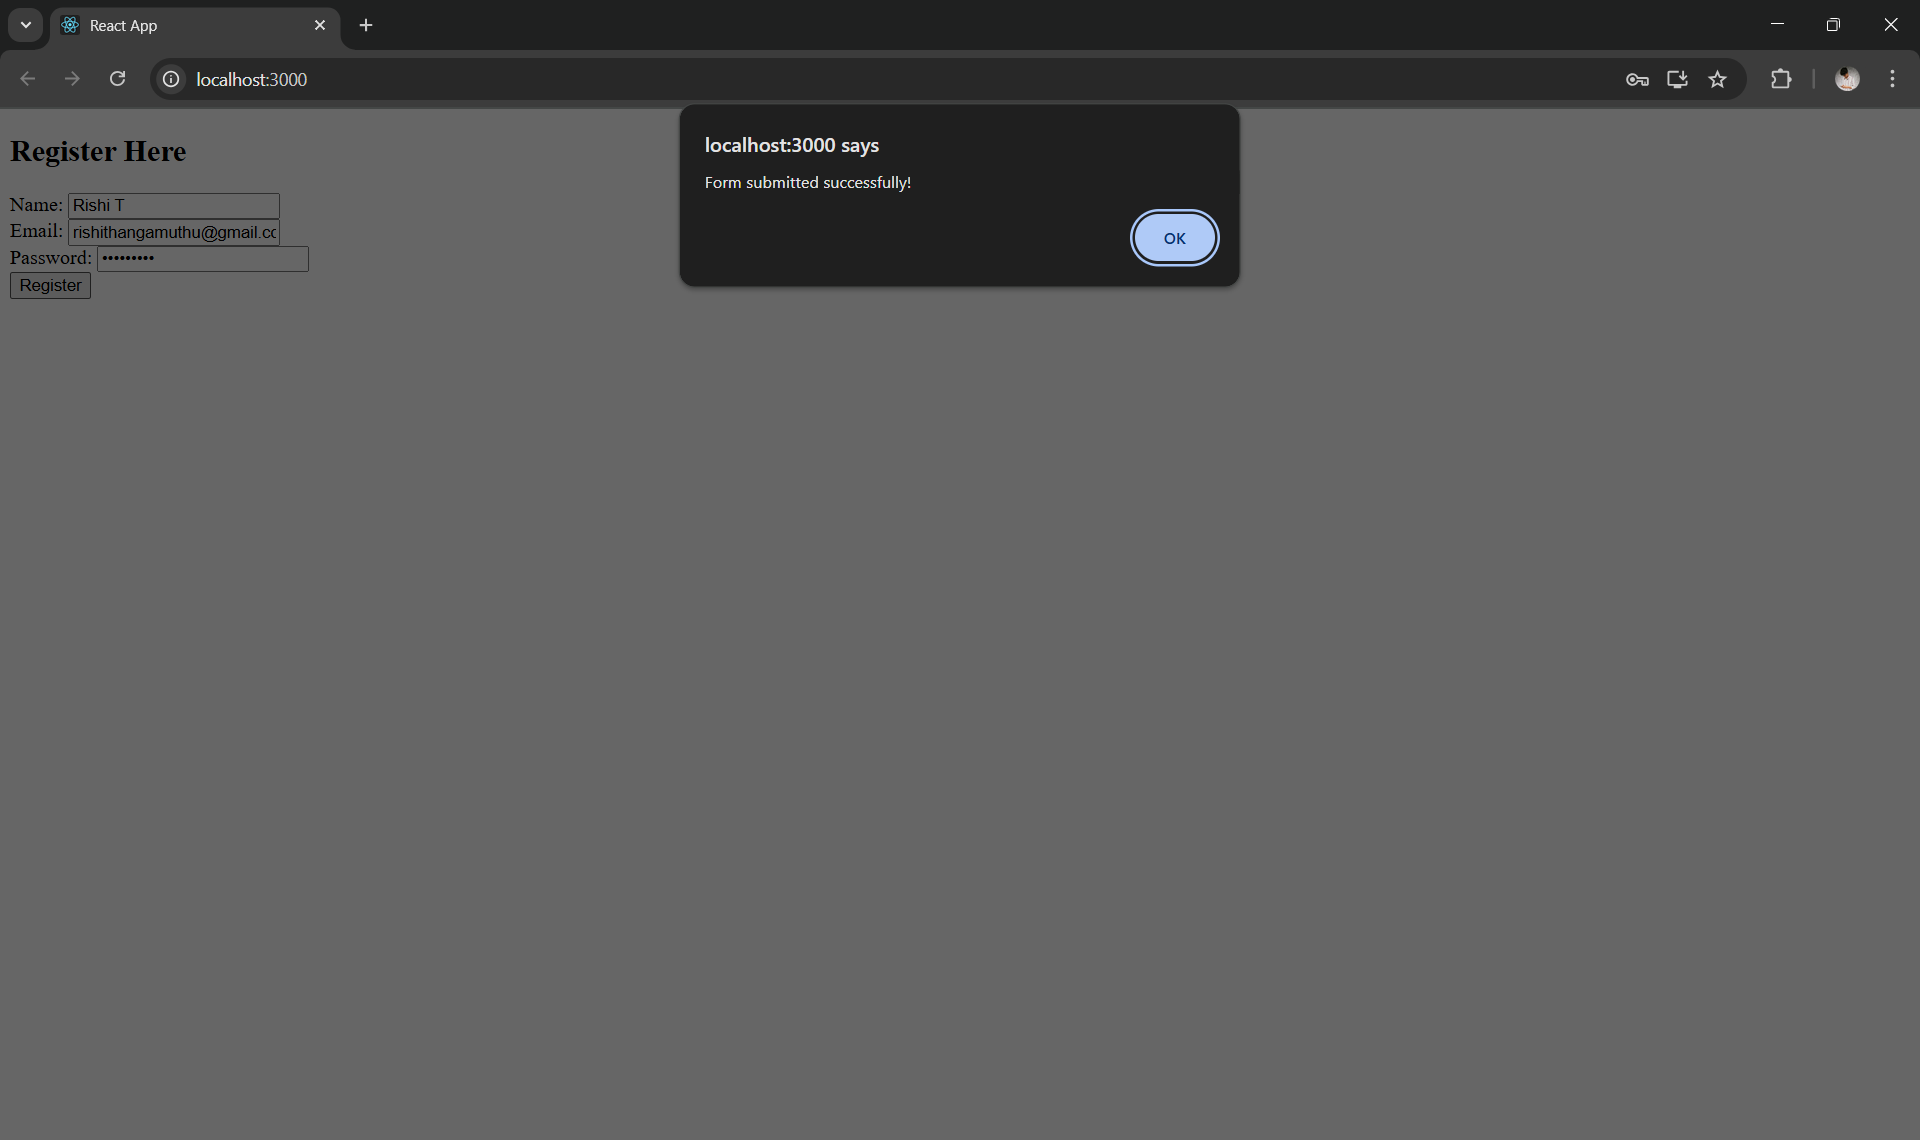 React App
localhost:3000
localhost:3000 says
Form submitted successfully!
OK
Register Here
Name: Rishi T
Email: rishithangamuthu@gmail.co
Password: •••••••••
Register